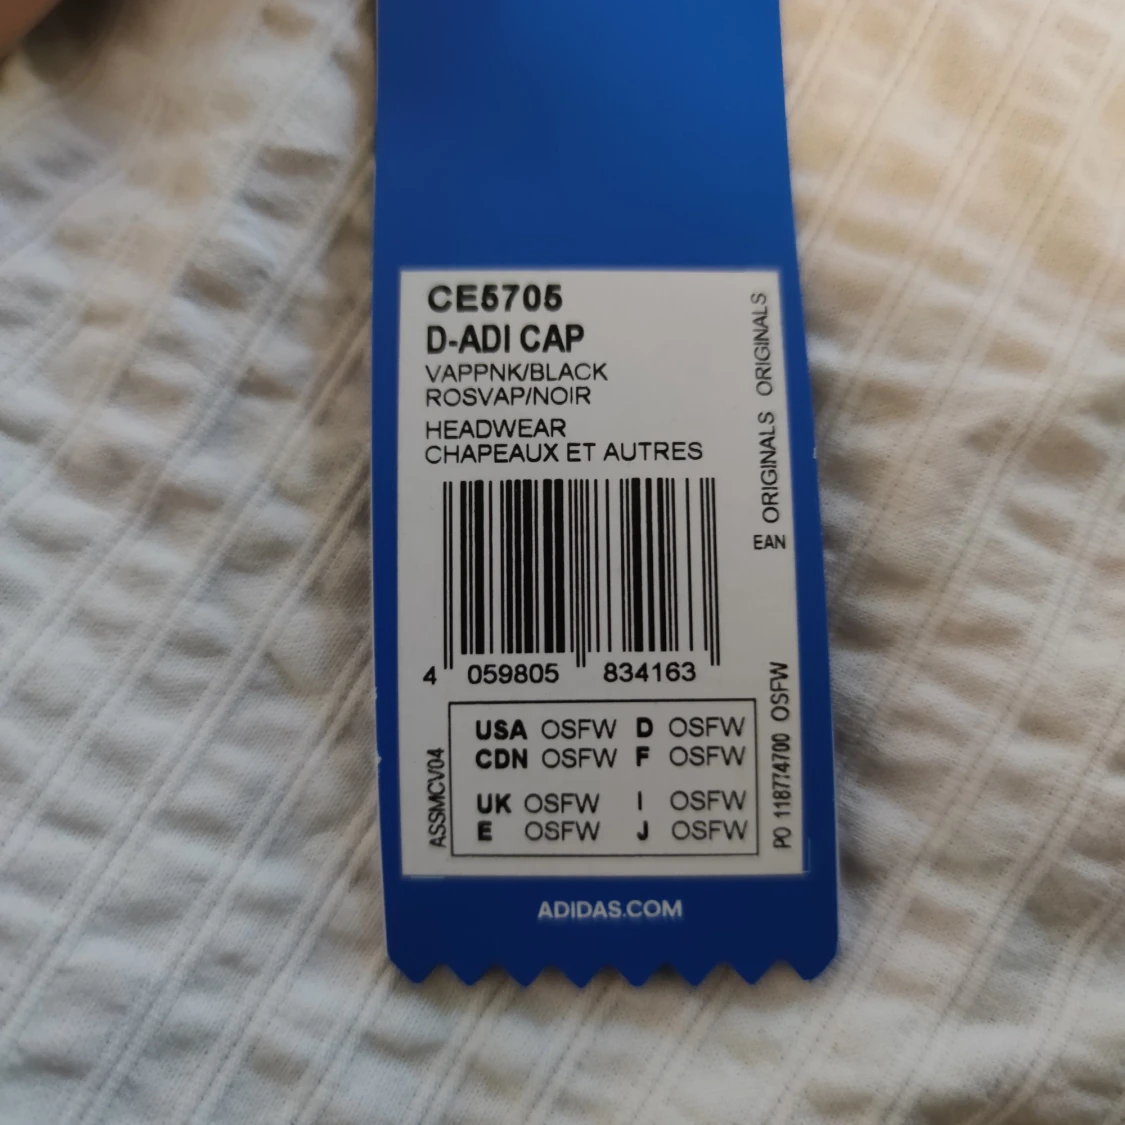 CE5705
D-ADI CAP
VAPPNK/BLACK
ROSVAP/NOIR
HEADWEAR
CHAPEAUX ET AUTRES
EAN ORIGINALS ORIGINALS
4 059805 834163
USA OSFW D OSFW
CDN OSFW F OSFW
UK OSFW I OSFW
E OSFW J OSFW
ASSMCV04
PO 118774700 OSFW
ADIDAS.COM